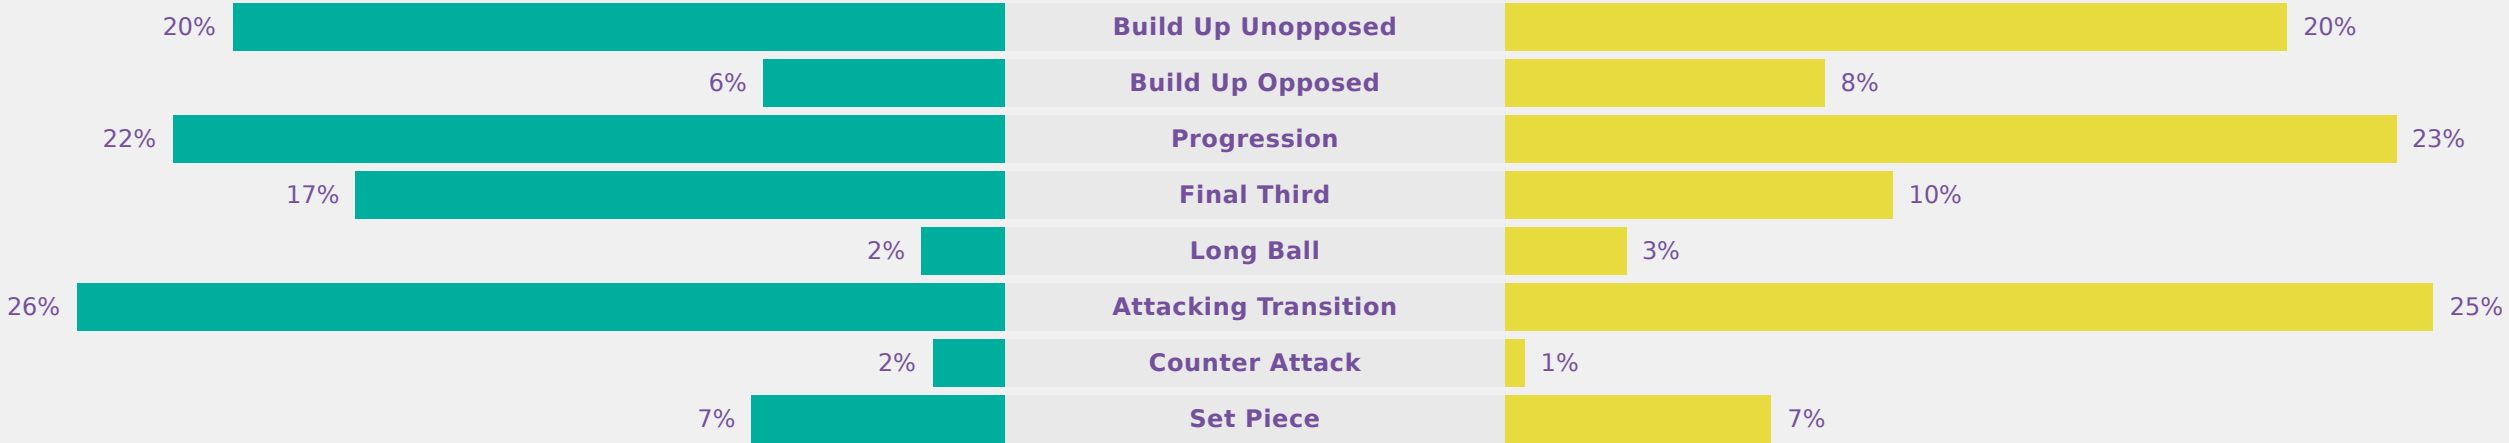 20% Build Up Unopposed 20%
6% Build Up Opposed 8%
22% Progression 23%
17% Final Third 10%
2% Long Ball 3%
26% Attacking Transition 25%
2% Counter Attack 1%
7% Set Piece 7%